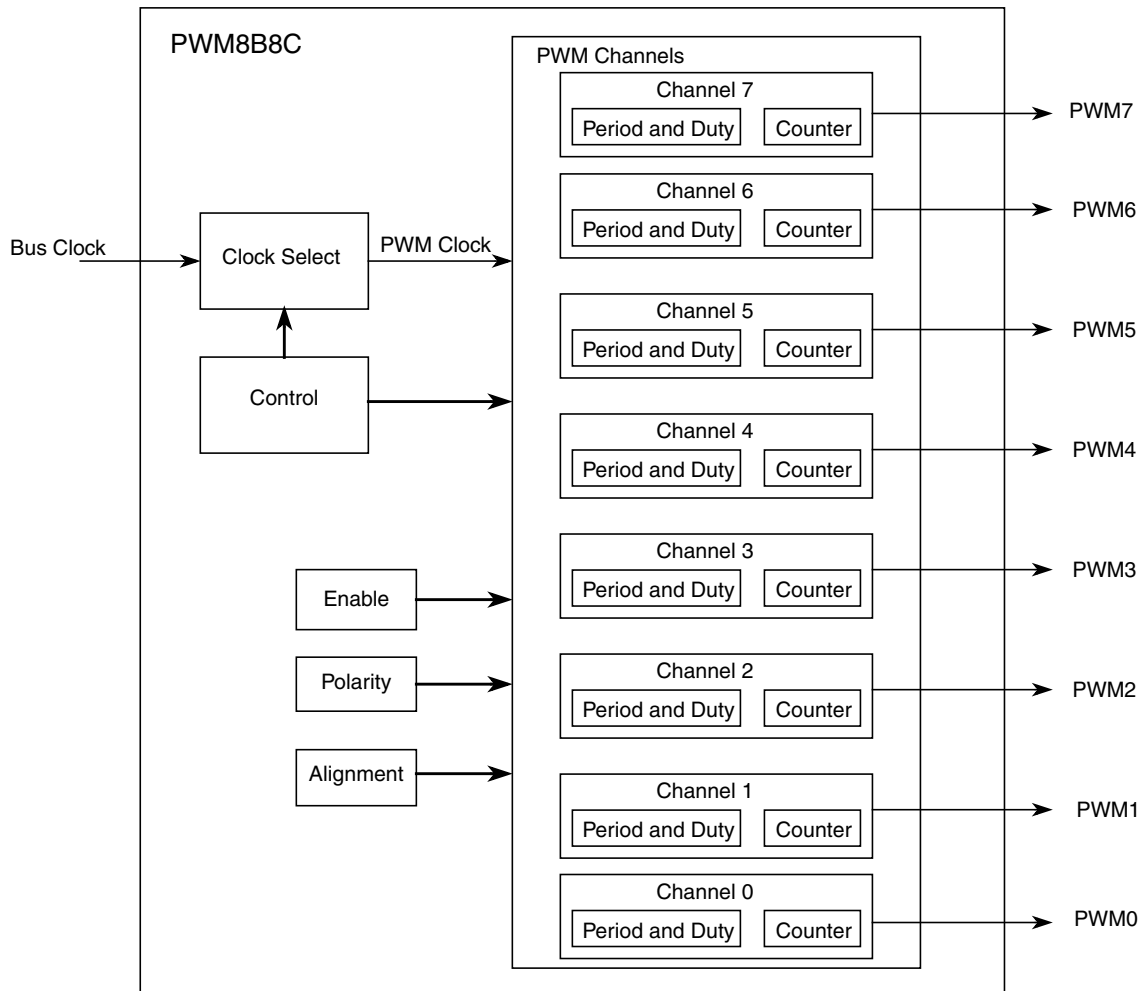 PWM8B8C
PWM Channels
Channel 7
Period and Duty Counter
PWM7
Channel 6
Period and Duty Counter
PWM6
Bus Clock
Clock Select
PWM Clock
Channel 5
Period and Duty Counter
PWM5
Control
Channel 4
Period and Duty Counter
PWM4
Channel 3
Period and Duty Counter
PWM3
Enable
Polarity
Channel 2
Period and Duty Counter
PWM2
Alignment
Channel 1
Period and Duty Counter
PWM1
Channel 0
Period and Duty Counter
PWM0